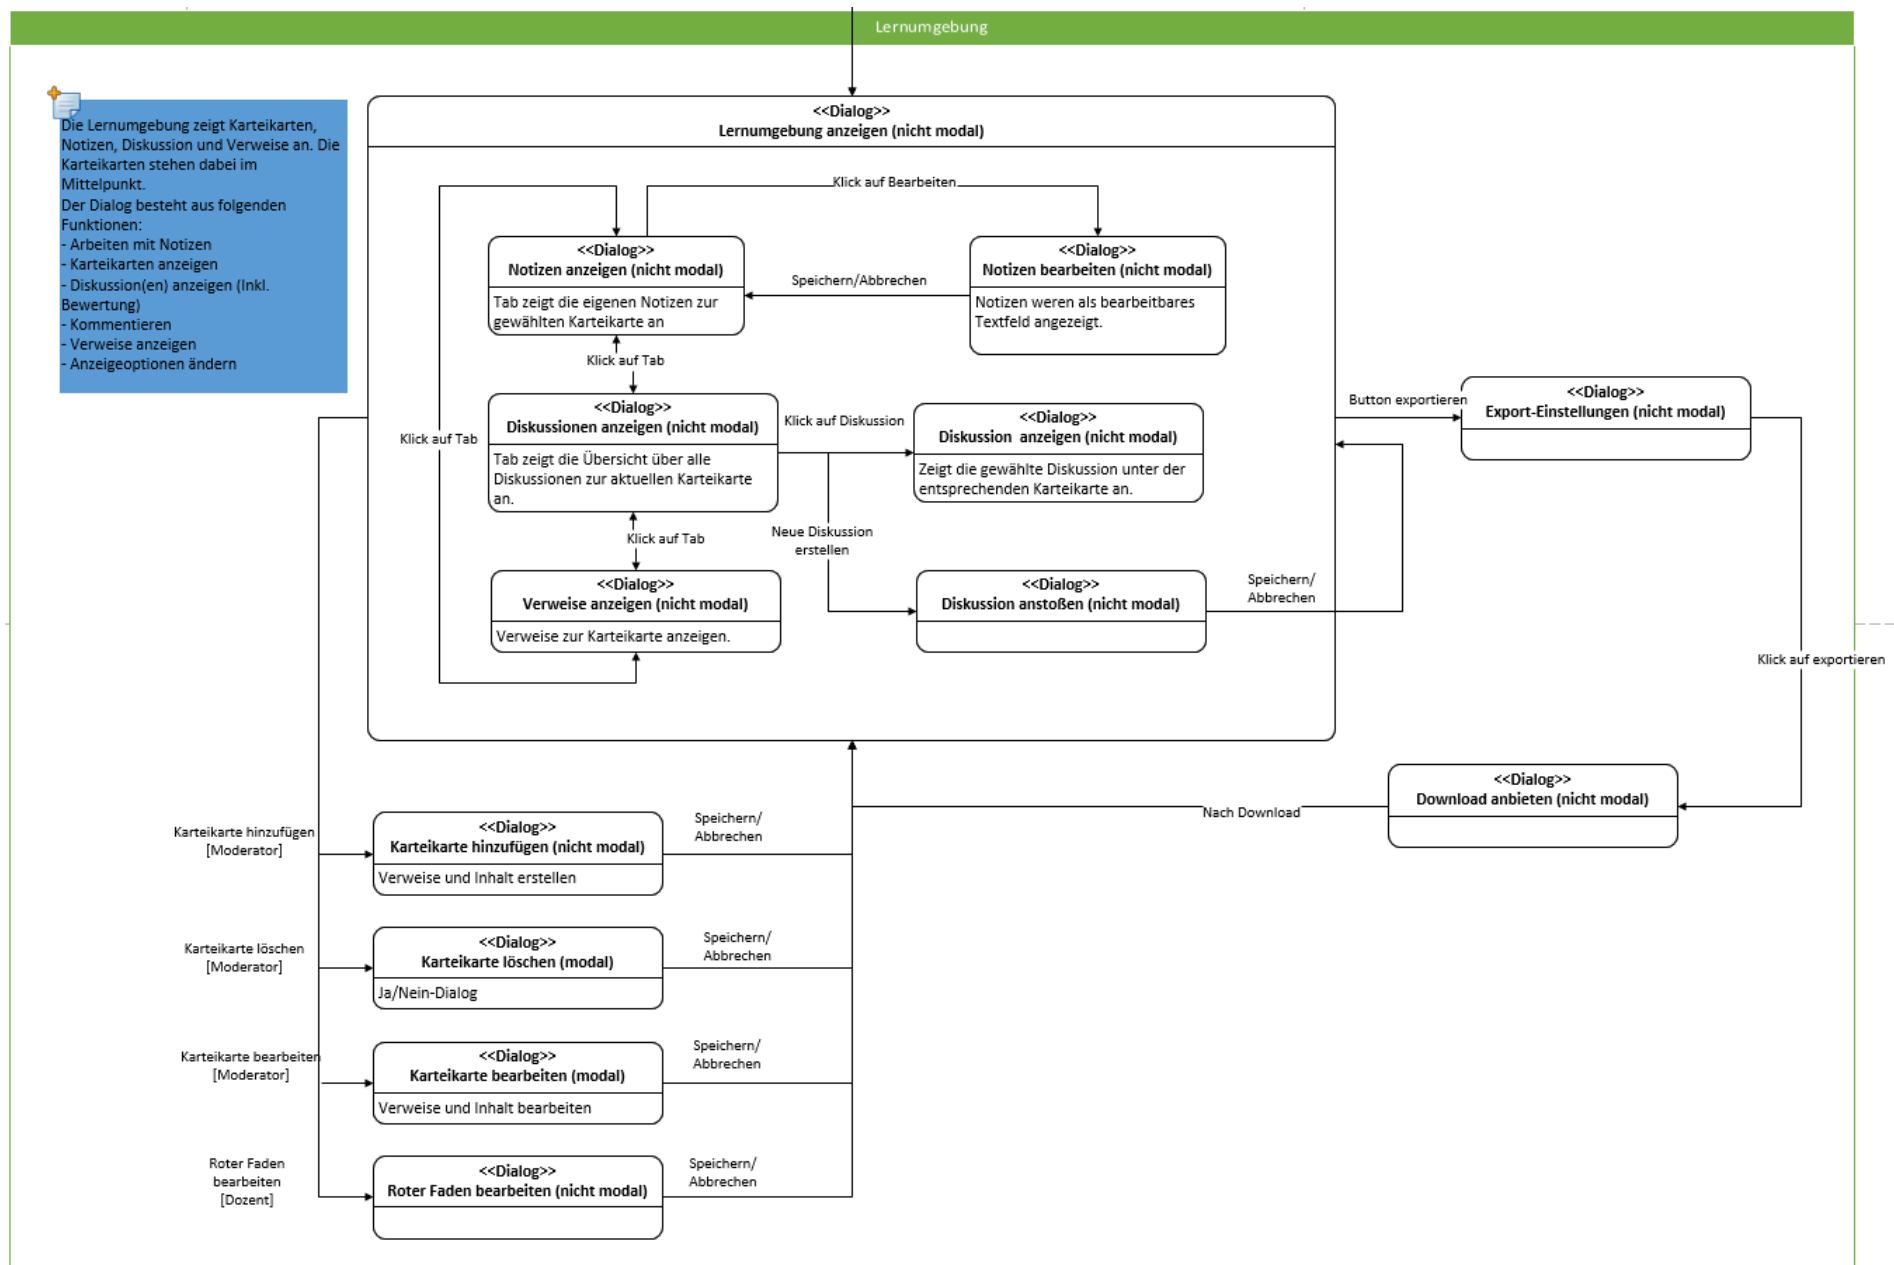 Lernumgebung
Die Lernumgebung zeigt Karteikarten,
Notizen, Diskussion und Verweise an. Die
Karteikarten stehen dabei im
Mittelpunkt.
Der Dialog besteht aus folgenden
Funktionen:
- Arbeiten mit Notizen
- Karteikarten anzeigen
- Diskussion(en) anzeigen (Inkl.
Bewertung)
- Kommentieren
- Verweise anzeigen
- Anzeigeoptionen ändern
<<Dialog>>
Lernumgebung anzeigen (nicht modal)
Klick auf Bearbeiten
<<Dialog>>
Notizen anzeigen (nicht modal)
Tab zeigt die eigenen Notizen zur
gewählten Karteikarte an
Speichern/Abbrechen
<<Dialog>>
Notizen bearbeiten (nicht modal)
Notizen weren als bearbeitbares
Textfeld angezeigt.
Klick auf Tab
Klick auf Tab
<<Dialog>>
Diskussionen anzeigen (nicht modal)
Tab zeigt die Übersicht über alle
Diskussionen zur aktuellen Karteikarte
an.
Klick auf Diskussion
<<Dialog>>
Diskussion anzeigen (nicht modal)
Zeigt die gewählte Diskussion unter der
entsprechenden Karteikarte an.
Button exportieren
<<Dialog>>
Export-Einstellungen (nicht modal)
Klick auf Tab
Neue Diskussion
erstellen
<<Dialog>>
Verweise anzeigen (nicht modal)
Verweise zur Karteikarte anzeigen.
<<Dialog>>
Diskussion anstoßen (nicht modal)
Speichern/
Abbrechen
Klick auf exportieren
<<Dialog>>
Download anbieten (nicht modal)
Nach Download
Karteikarte hinzufügen
[Moderator]
<<Dialog>>
Karteikarte hinzufügen (nicht modal)
Verweise und Inhalt erstellen
Speichern/
Abbrechen
Karteikarte löschen
[Moderator]
<<Dialog>>
Karteikarte löschen (modal)
Ja/Nein-Dialog
Speichern/
Abbrechen
Karteikarte bearbeiten
[Moderator]
<<Dialog>>
Karteikarte bearbeiten (modal)
Verweise und Inhalt bearbeiten
Speichern/
Abbrechen
Roter Faden
bearbeiten
[Dozent]
<<Dialog>>
Roter Faden bearbeiten (nicht modal)
Speichern/
Abbrechen